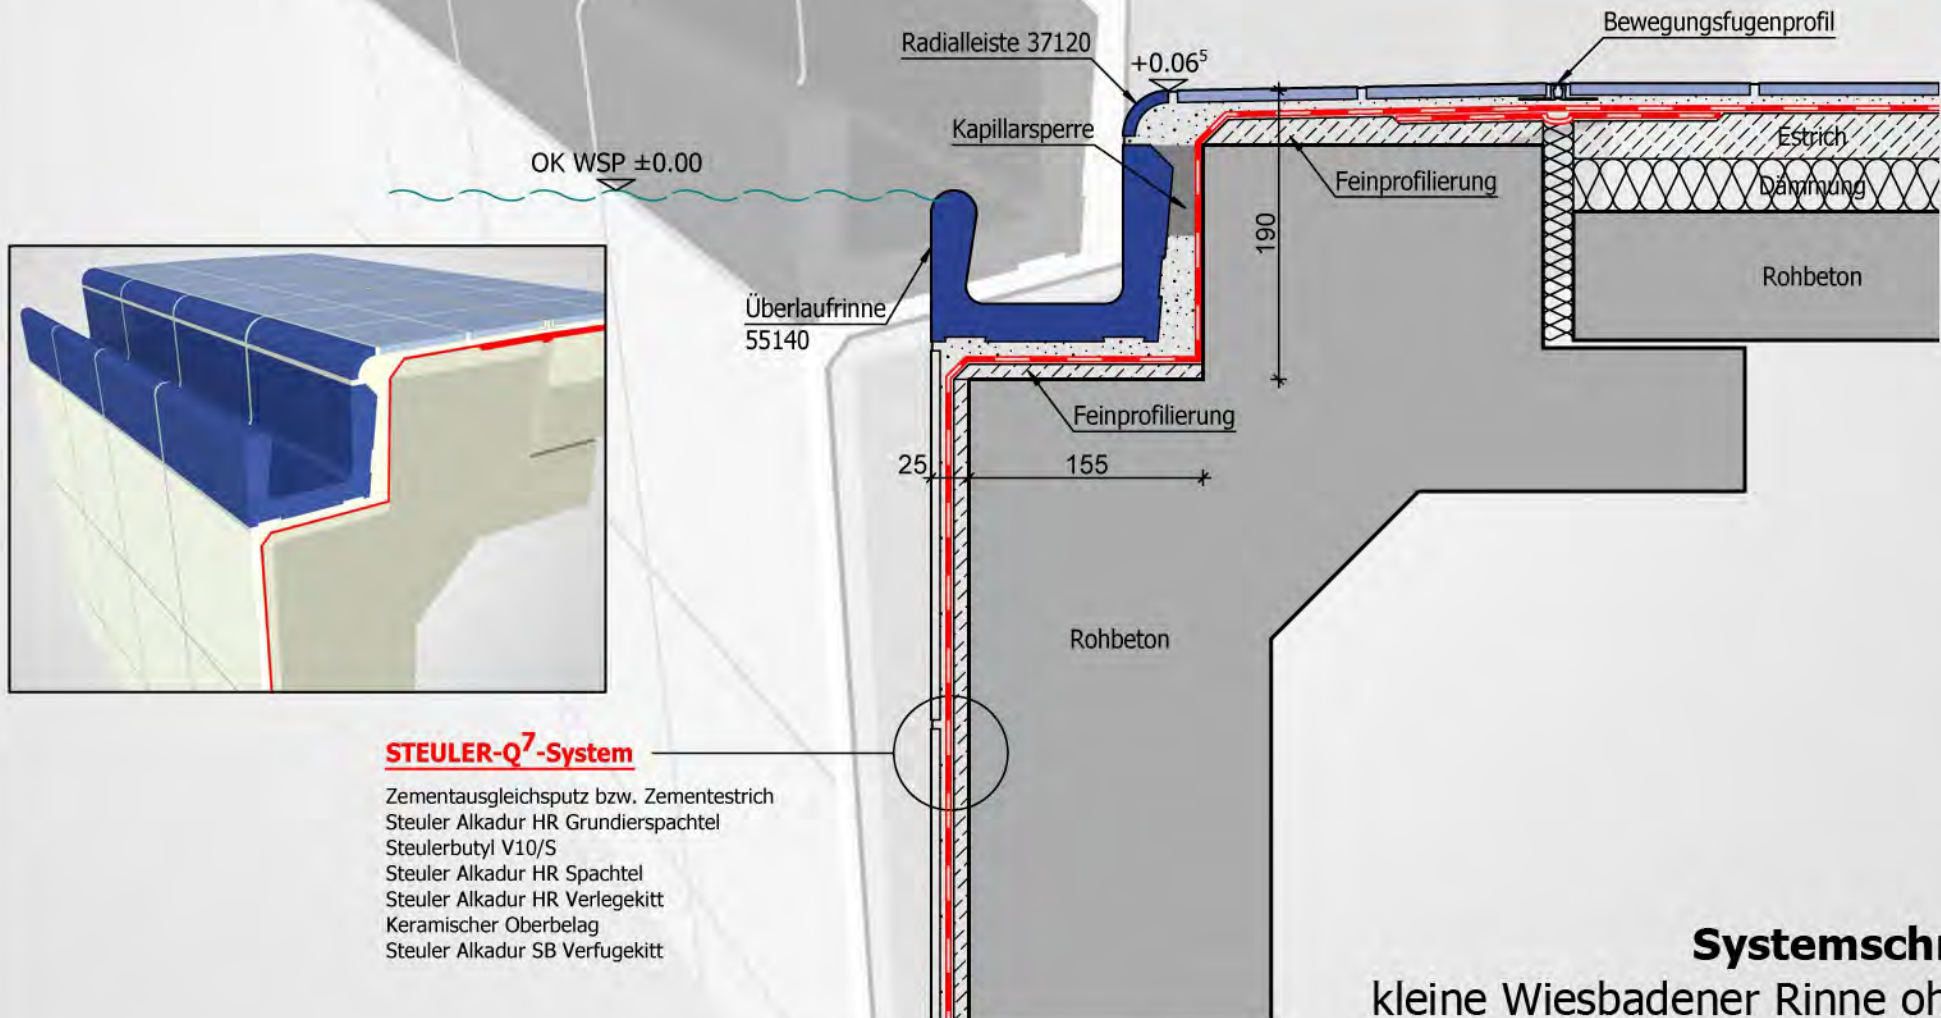 Bewegungsfugenprofil
Radialleiste 37120
+0.06⁵
Kapillarsperre
OK WSP ±0.00
Estrich
Feinprofilierung
Dämmung
190
Rohbeton
Überlaufrinne
55140
Feinprofilierung
25
155
Rohbeton
STEULER-Q⁷-System
Zementausgleichsputz bzw. Zementestrich
Steuler Alkadur HR Grundierspachtel
Steulerbutyl V10/S
Steuler Alkadur HR Spachtel
Steuler Alkadur HR Verlegekitt
Keramischer Oberbelag
Steuler Alkadur SB Verfugekitt
kleine Wiesbadener Rinne